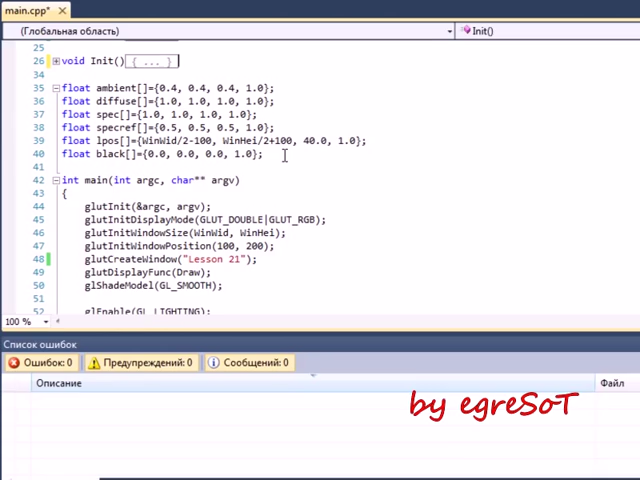 main.cpp*
(Глобальная область) Init()
25
26 void Init() { ... }
34
35 float ambient[]={0.4, 0.4, 0.4, 1.0};
36 float diffuse[]={1.0, 1.0, 1.0, 1.0};
37 float spec[]={1.0, 1.0, 1.0, 1.0};
38 float specref[]={0.5, 0.5, 0.5, 1.0};
39 float lpos[]={WinWid/2-100, WinHei/2+100, 40.0, 1.0};
40 float black[]={0.0, 0.0, 0.0, 1.0};
41
42 int main(int argc, char** argv)
43 {
44 glutInit(&argc, argv);
45 glutInitDisplayMode(GLUT_DOUBLE|GLUT_RGB);
46 glutInitWindowSize(WinWid, WinHei);
47 glutInitWindowPosition(100, 200);
48 glutCreateWindow("Lesson 21");
49 glutDisplayFunc(Draw);
50 glShadeModel(GL_SMOOTH);
51
52 glEnable(GL_LIGHTING);
100 %
Список ошибок
Ошибок: 0 Предупреждений: 0 Сообщений: 0
Описание Файл
by egreSoT